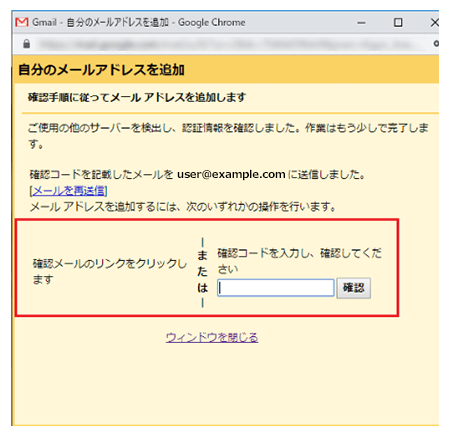 Gmail - 自分のメールアドレスを追加 - Google Chrome
自分のメールアドレスを追加
確認手順に従ってメール アドレスを追加します
ご使用の他のサーバーを検出し、認証情報を確認しました。作業はもう少しで完了しま
す。
確認コードを記載したメールを user@example.com に送信しました。
[メールを再送信]
メール アドレスを追加するには、次のいずれかの操作を行います。
確認メールのリンクをクリックし
ます
|
ま
た
は
|
確認コードを入力し、確認してくだ
さい
確認
ウィンドウを閉じる